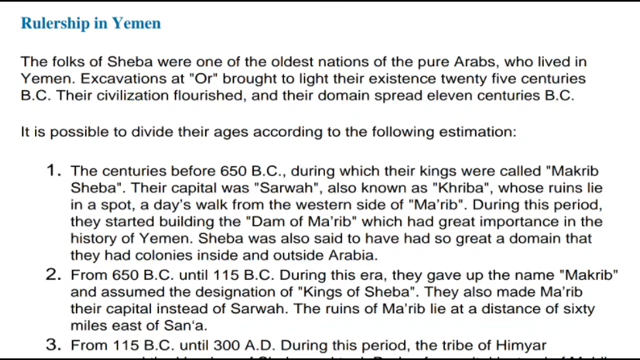 Rulership in Yemen
The folks of Sheba were one of the oldest nations of the pure Arabs, who lived in
Yemen. Excavations at "Or" brought to light their existence twenty five centuries
B.C. Their civilization flourished, and their domain spread eleven centuries B.C.
It is possible to divide their ages according to the following estimation:
1. The centuries before 650 B.C., during which their kings were called "Makrib
Sheba". Their capital was "Sarwah", also known as "Khriba", whose ruins lie
in a spot, a day's walk from the western side of "Ma'rib". During this period,
they started building the "Dam of Ma'rib" which had great importance in the
history of Yemen. Sheba was also said to have had so great a domain that
they had colonies inside and outside Arabia.
2. From 650 B.C. until 115 B.C. During this era, they gave up the name "Makrib"
and assumed the designation of "Kings of Sheba". They also made Ma'rib
their capital instead of Sarwah. The ruins of Ma'rib lie at a distance of sixty
miles east of San'a.
3. From 115 B.C. until 300 A.D. During this period, the tribe of Himyar